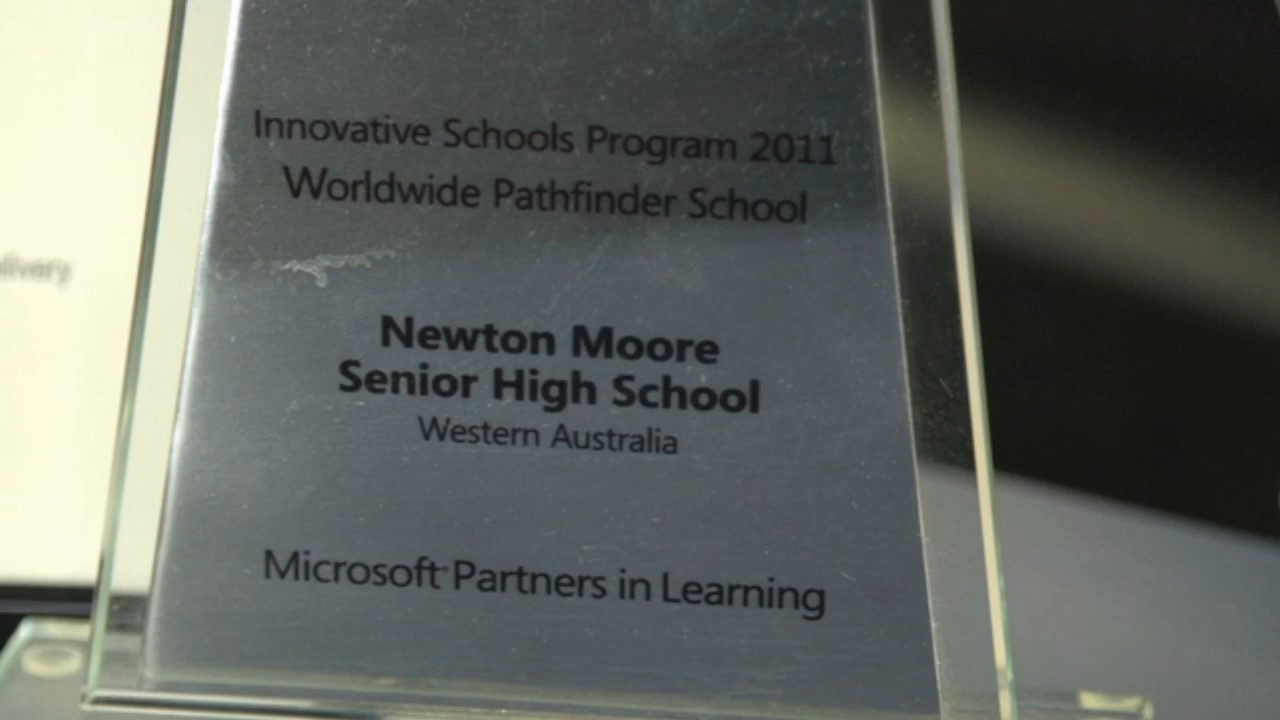 Innovative Schools Program 2011
Worldwide Pathfinder School
Newton Moore
Senior High School
Western Australia
Microsoft Partners in Learning